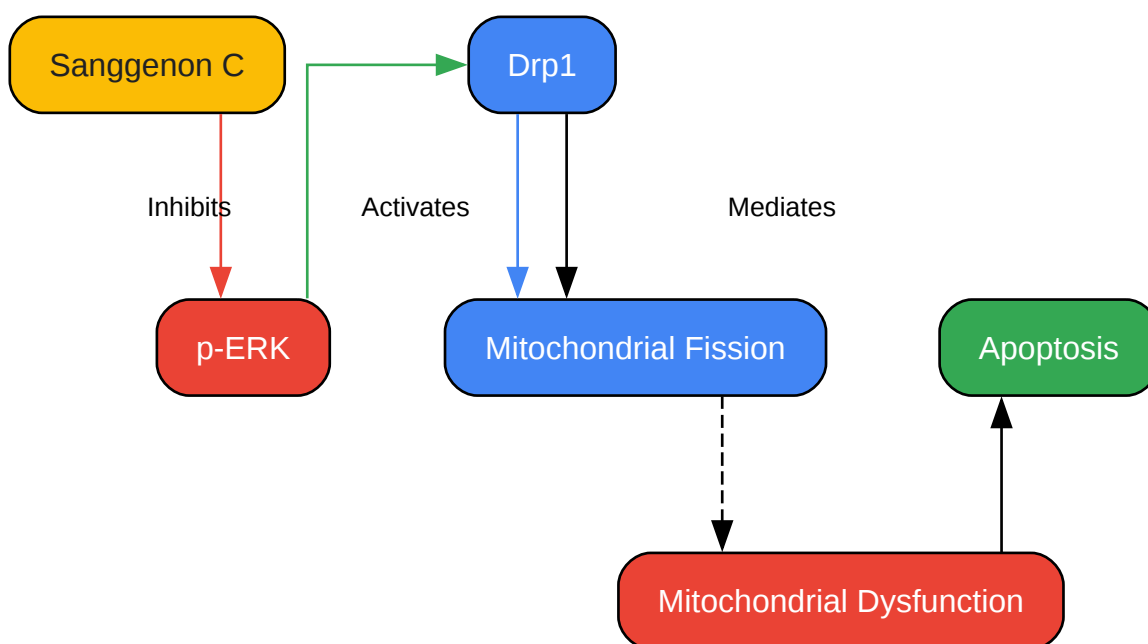 Sanggenon C
Drp1
Inhibits
Activates
Mediates
p-ERK
Mitochondrial Fission
Apoptosis
Mitochondrial Dysfunction